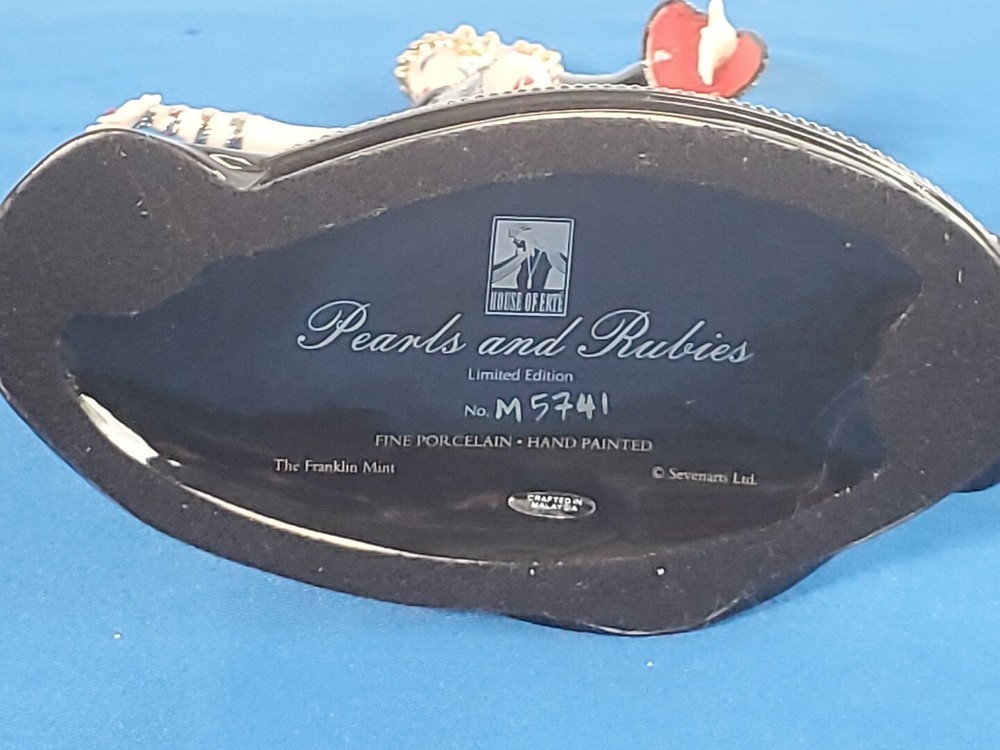 HOUSE OF ERTE
Pearls and Rubies
Limited Edition
No. M 5741
FINE PORCELAIN • HAND PAINTED
The Franklin Mint
© Sevenarts Ltd.
CRAFTED IN
MALAYSIA